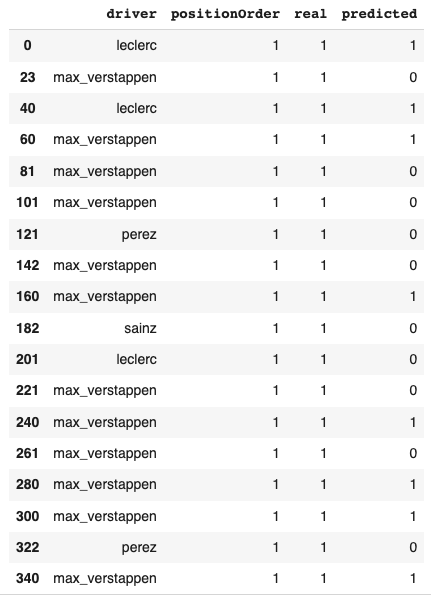 driver positionOrder real predicted
0 leclerc 1 1 1
23 max_verstappen 1 1 0
40 leclerc 1 1 1
60 max_verstappen 1 1 1
81 max_verstappen 1 1 0
101 max_verstappen 1 1 0
121 perez 1 1 0
142 max_verstappen 1 1 0
160 max_verstappen 1 1 1
182 sainz 1 1 0
201 leclerc 1 1 0
221 max_verstappen 1 1 0
240 max_verstappen 1 1 1
261 max_verstappen 1 1 0
280 max_verstappen 1 1 1
300 max_verstappen 1 1 1
322 perez 1 1 0
340 max_verstappen 1 1 1